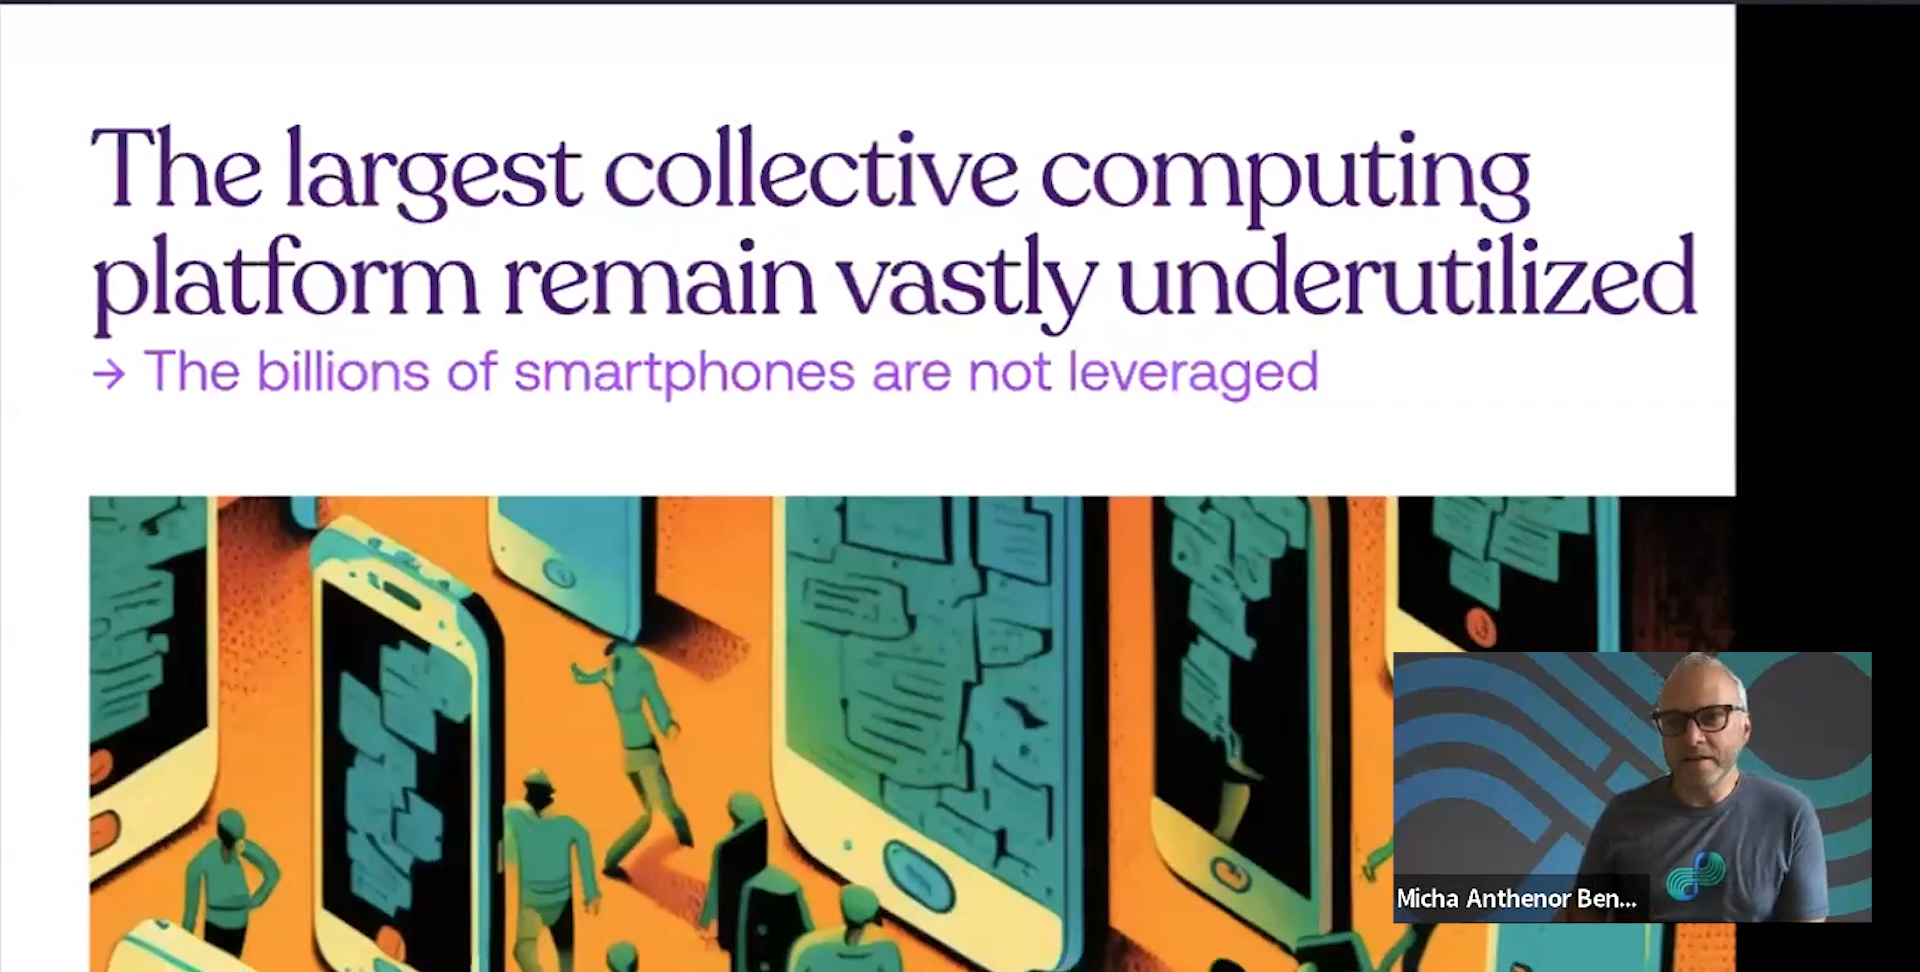 The largest collective computing
platform remain vastly underutilized
→ The billions of smartphones are not leveraged
Micha Anthenor Ben...